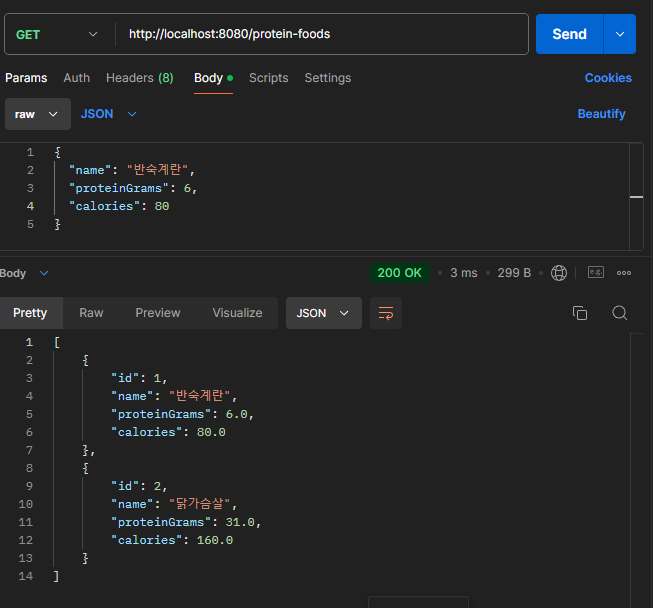 GET http://localhost:8080/protein-foods Send
Params Auth Headers (8) Body Scripts Settings Cookies
raw JSON Beautify
1 {
2 "name": "반숙계란",
3 "proteinGrams": 6,
4 "calories": 80
5 }
Body 200 OK 3 ms 299 B
Pretty Raw Preview Visualize JSON
1 [
2 {
3 "id": 1,
4 "name": "반숙계란",
5 "proteinGrams": 6.0,
6 "calories": 80.0
7 },
8 {
9 "id": 2,
10 "name": "닭가슴살",
11 "proteinGrams": 31.0,
12 "calories": 160.0
13 }
14 ]